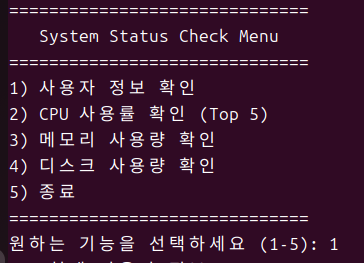 ==============================
System Status Check Menu
==============================
1) 사용자 정보 확인
2) CPU 사용률 확인 (Top 5)
3) 메모리 사용량 확인
4) 디스크 사용량 확인
5) 종료
==============================
원하는 기능을 선택하세요 (1-5): 1